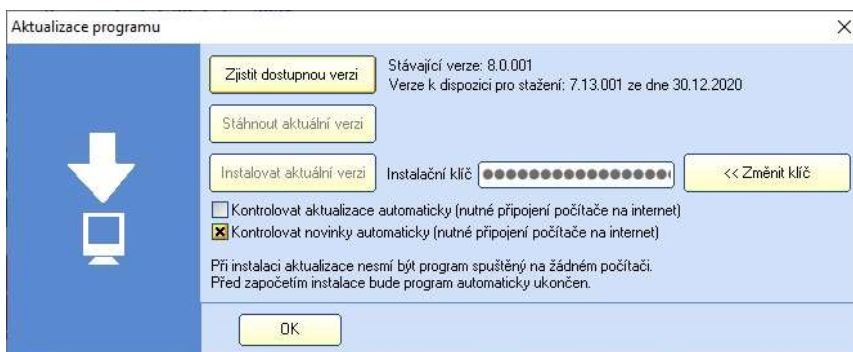 Aktualizace programu
Zjistit dostupnou verzi
Stávající verze: 8.0.001
Verze k dispozici pro stažení: 7.13.001 ze dne 30.12.2020
Stáhnout aktuální verzi
Instalovat aktuální verzi
Instalační klíč
<< Změnit klíč
Kontrolovat aktualizace automaticky (nutné připojení počítače na internet)
Kontrolovat novinky automaticky (nutné připojení počítače na internet)
Při instalaci aktualizace nesmí být program spuštěný na žádném počítači.
Před započetím instalace bude program automaticky ukončen.
OK